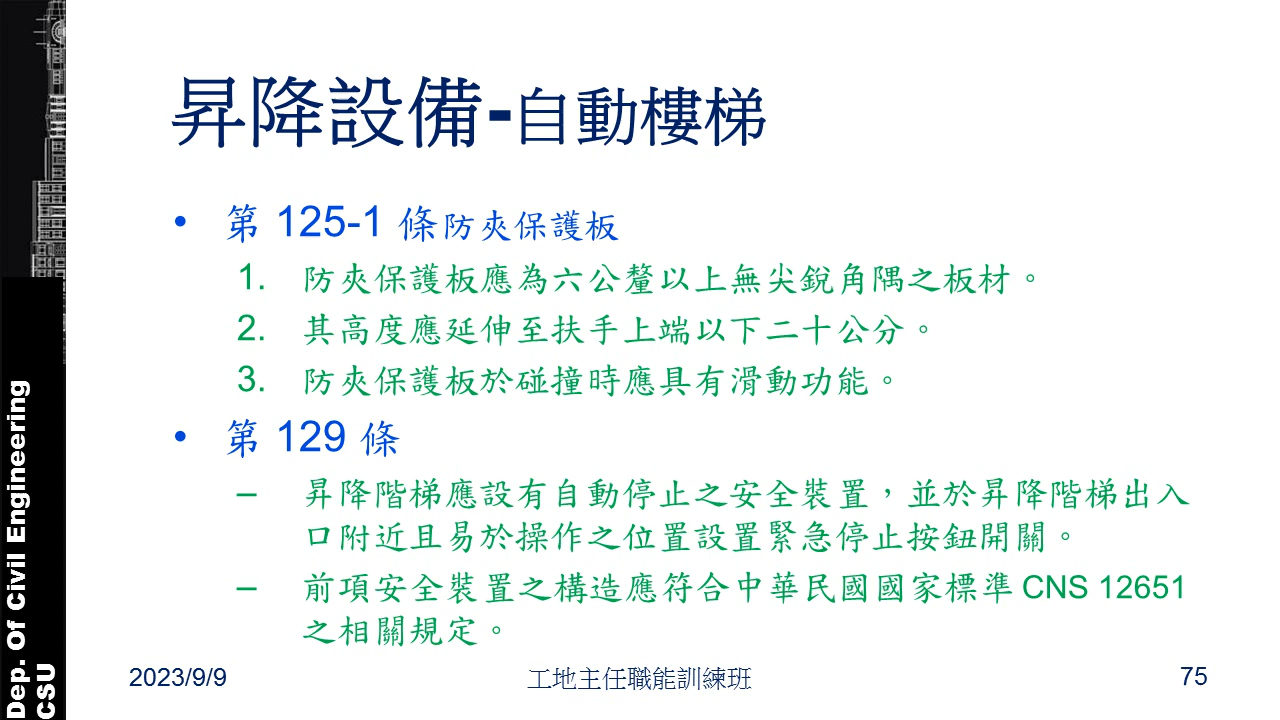 昇降設備-自動樓梯
• 第 125-1 條防夾保護板
1. 防夾保護板應為六公釐以上無尖銳角隅之板材。
2. 其高度應延伸至扶手上端以下二十公分。
3. 防夾保護板於碰撞時應具有滑動功能。
• 第 129 條
– 昇降階梯應設有自動停止之安全裝置，並於昇降階梯出入
口附近且易於操作之位置設置緊急停止按鈕開關。
– 前項安全裝置之構造應符合中華民國國家標準 CNS 12651
之相關規定。
Dep. Of Civil Engineering
CSU
2023/9/9
工地主任職能訓練班
75